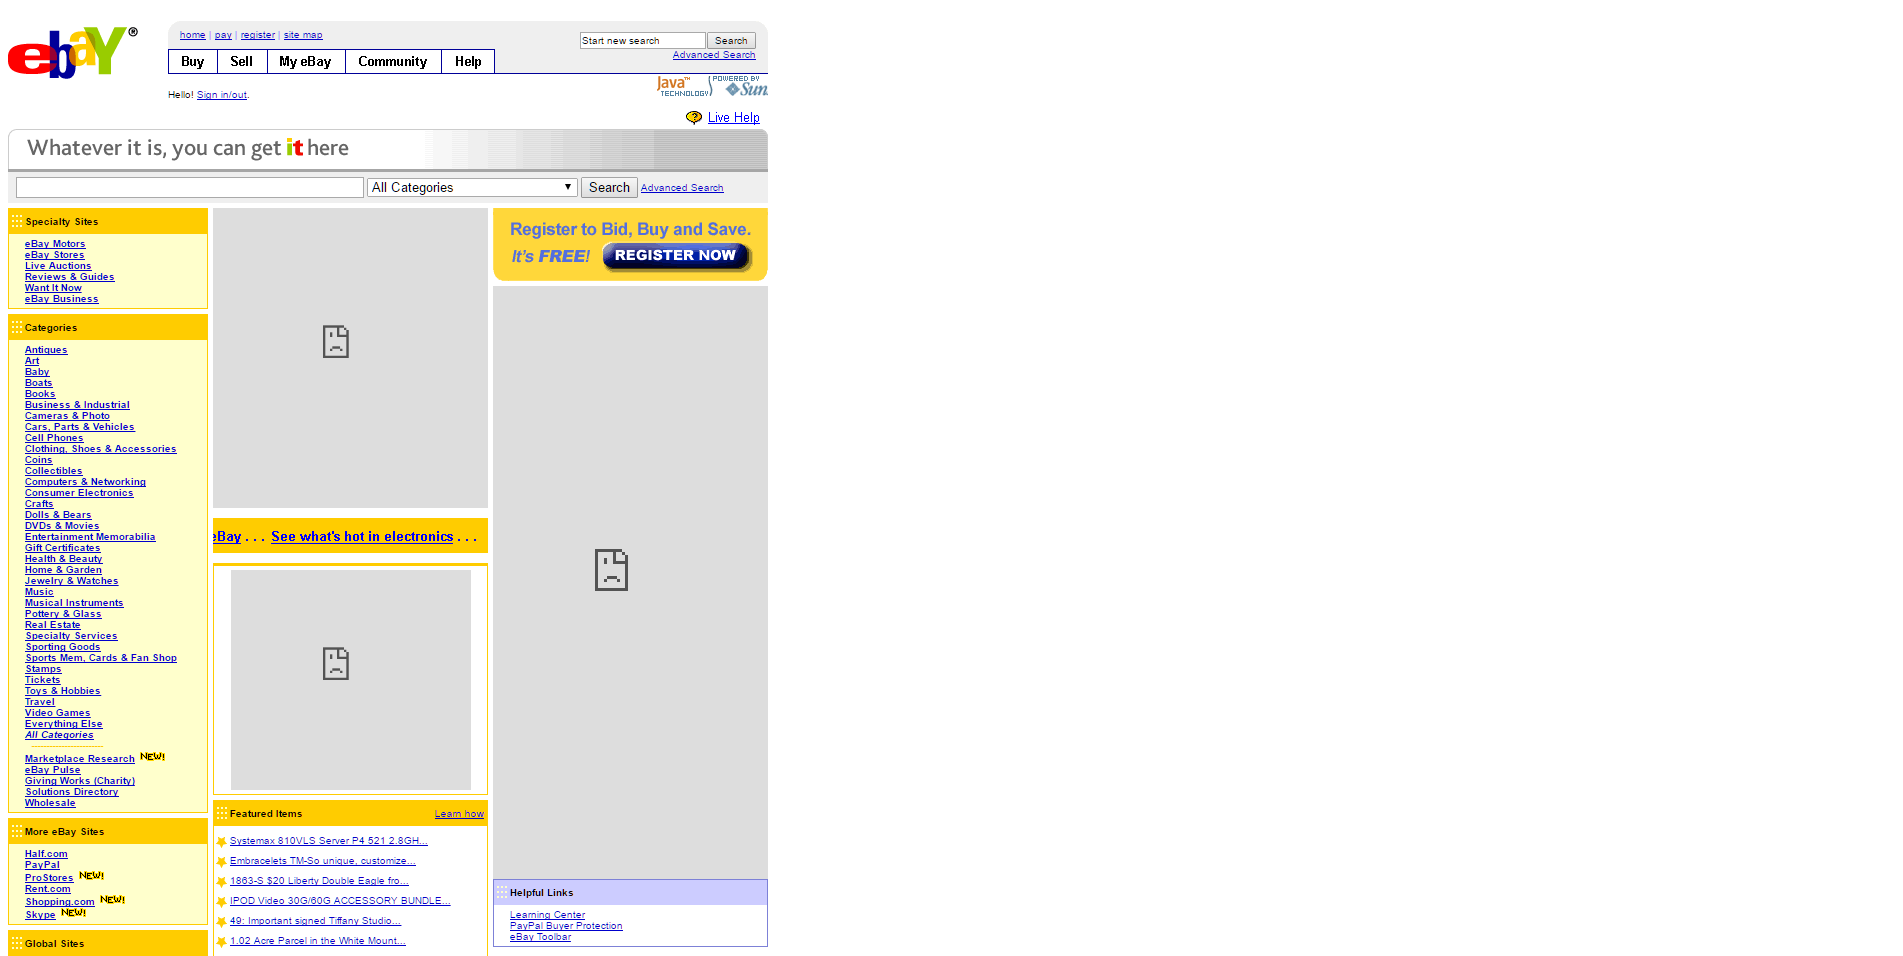 ebaY®
home | pay | register | site map
Start new search Search
Advanced Search
Buy Sell My eBay Community Help
Java™ TECHNOLOGY POWERED BY Sun
Hello! Sign in/out.
Live Help
Whatever it is, you can get it here
All Categories Search Advanced Search
Specialty Sites
eBay Motors
eBay Stores
Live Auctions
Reviews & Guides
Want It Now
eBay Business
Categories
Antiques
Art
Baby
Boats
Books
Business & Industrial
Cameras & Photo
Cars, Parts & Vehicles
Cell Phones
Clothing, Shoes & Accessories
Coins
Collectibles
Computers & Networking
Consumer Electronics
Crafts
Dolls & Bears
DVDs & Movies
Entertainment Memorabilia
Gift Certificates
Health & Beauty
Home & Garden
Jewelry & Watches
Music
Musical Instruments
Pottery & Glass
Real Estate
Specialty Services
Sporting Goods
Sports Mem, Cards & Fan Shop
Stamps
Tickets
Toys & Hobbies
Travel
Video Games
Everything Else
All Categories
Marketplace Research NEW!
eBay Pulse
Giving Works (Charity)
Solutions Directory
Wholesale
More eBay Sites
Half.com
PayPal
ProStores NEW!
Rent.com
Shopping.com NEW!
Skype NEW!
Global Sites
eBay . . . See what's hot in electronics . . .
Featured Items Learn how
Systemax 810VLS Server P4 521 2.8GH...
Embracelets TM-So unique, customize...
1863-S $20 Liberty Double Eagle fro...
IPOD Video 30G/60G ACCESSORY BUNDLE...
49: Important signed Tiffany Studio...
1.02 Acre Parcel in the White Mount...
Register to Bid, Buy and Save.
It's FREE! REGISTER NOW
Helpful Links
Learning Center
PayPal Buyer Protection
eBay Toolbar